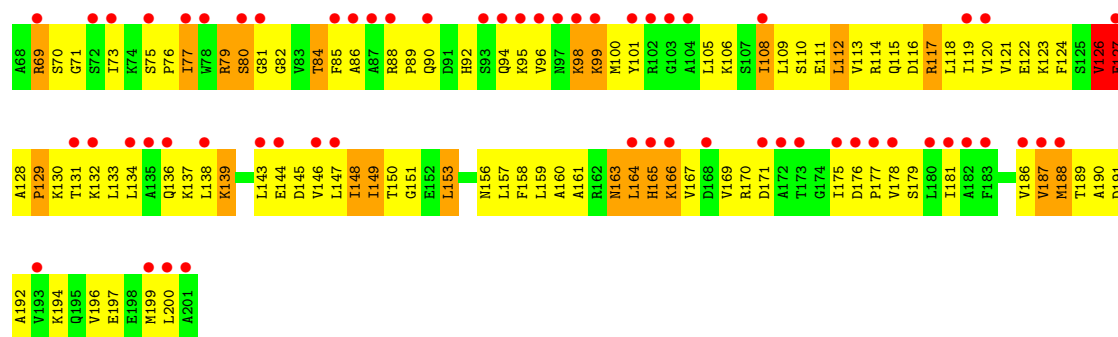 A68 R69 S70 G71 S72 I73 K74 S75 P76 I77 W78 R79 S80 G81 G82 V83 T84 F85 A86 A87 R88 P89 Q90 D91 H92 S93 Q94 K95 V96 N97 K98 K99 M100 Y101 R102 G103 A104 L105 K106 S107 I108 L109 S110 E111 L112 V113 R114 Q115 D116 R117 L118 I119 V120 V121 E122 K123 F124 S125 V126
A128 P129 K130 T131 K132 L133 L134 A135 Q136 K137 L138 K139 L143 E144 D145 V146 L147 I148 I149 T150 G151 E152 L153 N156 L157 F158 L159 A160 A161 R162 N163 L164 H165 K166 V167 D168 V169 R170 D171 A172 T173 G174 I175 D176 P177 V178 S179 L180 I181 A182 F183 V186 V187 M188 T189 A190 D191
A192 V193 K194 Q195 V196 E197 E198 M199 L200 A201